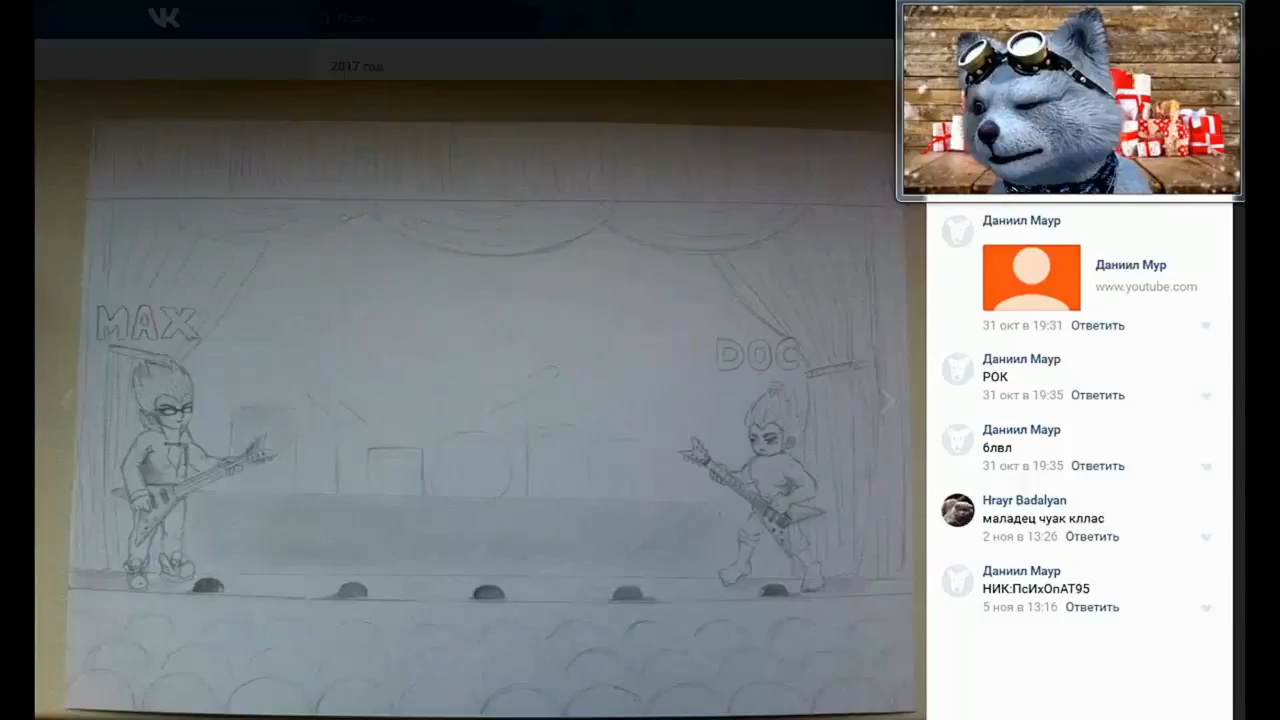 Поиск
2017 год
MAX
DOC
Даниил Маур
Даниил Мур
www.youtube.com
31 окт в 19:31 Ответить
Даниил Маур
РОК
31 окт в 19:35 Ответить
Даниил Маур
блвл
31 окт в 19:35 Ответить
Hrayr Badalyan
маладец чуак кллас
2 ноя в 13:26 Ответить
Даниил Маур
НИК:ПсИхОпАТ95
5 ноя в 13:16 Ответить